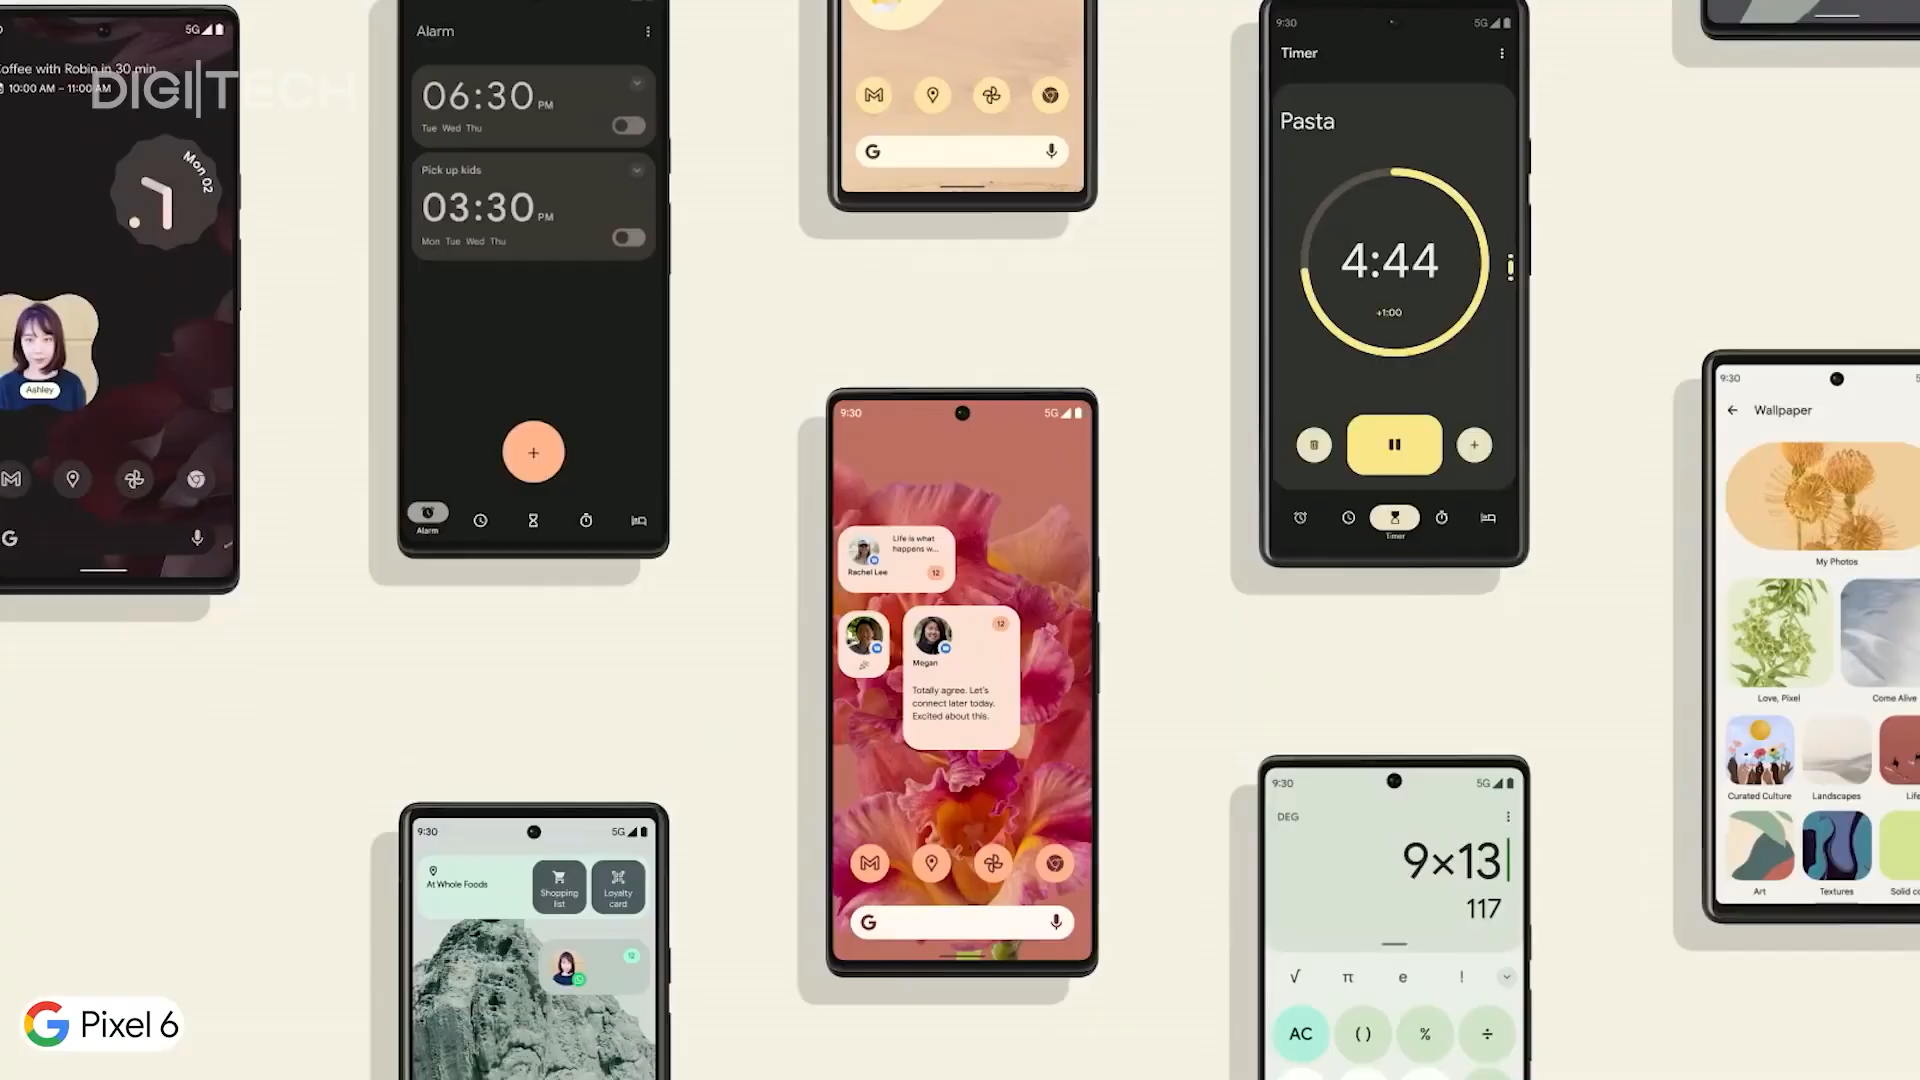 5G
Coffee with Robin in 30 min
10:00 AM – 11:00 AM
DIGI|TECH
Mon 02
Ashley
G
Alarm
06:30 PM
Tue Wed Thu
Pick up kids
03:30 PM
Mon Tue Wed Thu
+
Alarm
G
9:30 5G
Timer
Pasta
4:44
+1:00
+
Timer
9:30 5G
Life is what
happens w...
Rachel Lee
12
12
Megan
Totally agree. Let's
connect later today.
Excited about this.
G
9:30
Wallpaper
My Photos
Love, Pixel
Come Alive
Curated Culture
Landscapes
Art
Textures
9:30 5G
At Whole Foods
Shopping
list
Loyalty
card
12
9:30 5G
DEG
9×13
117
√ π e !
AC ( ) % ÷
G Pixel 6